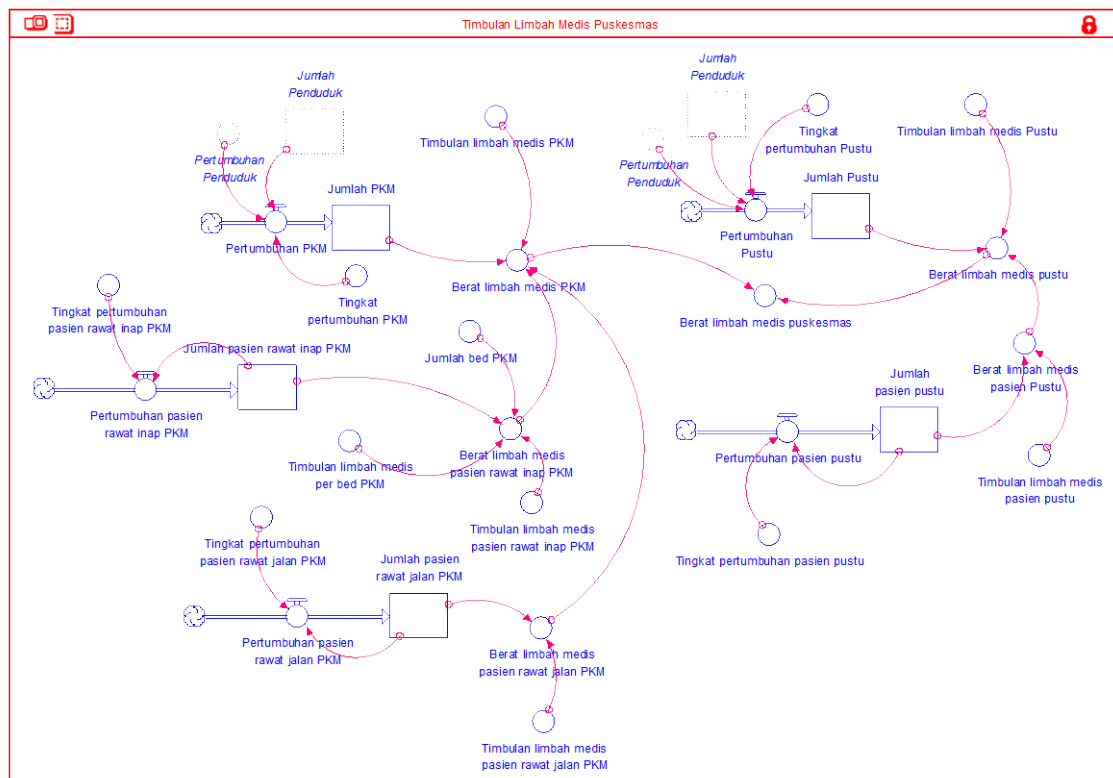 Timbulan Limbah Medis Puskesmas
Jumlah
Penduduk
Pertumbuhan
Penduduk
Timbulan limbah medis PKM
Jumlah PKM
Pertumbuhan PKM
Tingkat
pertumbuhan PKM
Berat limbah medis PKM
Jumlah
Penduduk
Pertumbuhan
Penduduk
Tingkat
pertumbuhan Pustu
Timbulan limbah medis Pustu
Jumlah Pustu
Pertumbuhan
Pustu
Berat limbah medis pustu
Berat limbah medis puskesmas
Tingkat pertumbuhan
pasien rawat inap PKM
Jumlah pasien rawat inap PKM
Pertumbuhan pasien
rawat inap PKM
Jumlah bed PKM
Timbulan limbah medis
per bed PKM
Berat limbah medis
pasien rawat inap PKM
Timbulan limbah medis
pasien rawat inap PKM
Berat limbah medis
pasien Pustu
Jumlah
pasien pustu
Pertumbuhan pasien pustu
Timbulan limbah medis
pasien pustu
Tingkat pertumbuhan pasien pustu
Tingkat pertumbuhan
pasien rawat jalan PKM
Jumlah pasien
rawat jalan PKM
Pertumbuhan pasien
rawat jalan PKM
Berat limbah medis
pasien rawat jalan PKM
Timbulan limbah medis
pasien rawat jalan PKM